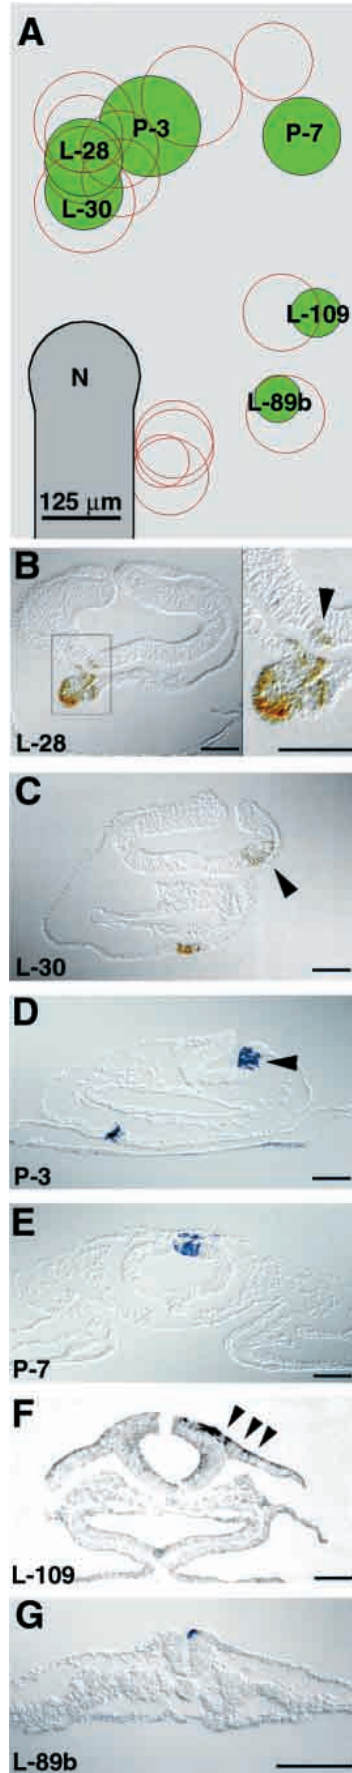 A
P-3
P-7
L-28
L-30
L-109
N
L-89b
125 µm
B
L-28
C
L-30
D
P-3
E
P-7
F
L-109
G
L-89b